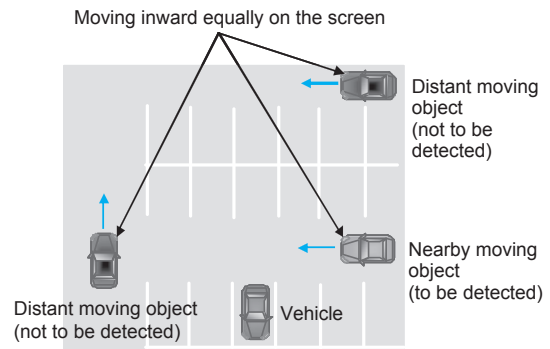 Moving inward equally on the screen
Distant moving
object
(not to be
detected)
Nearby moving
object
(to be detected)
Distant moving object
(not to be detected)
Vehicle